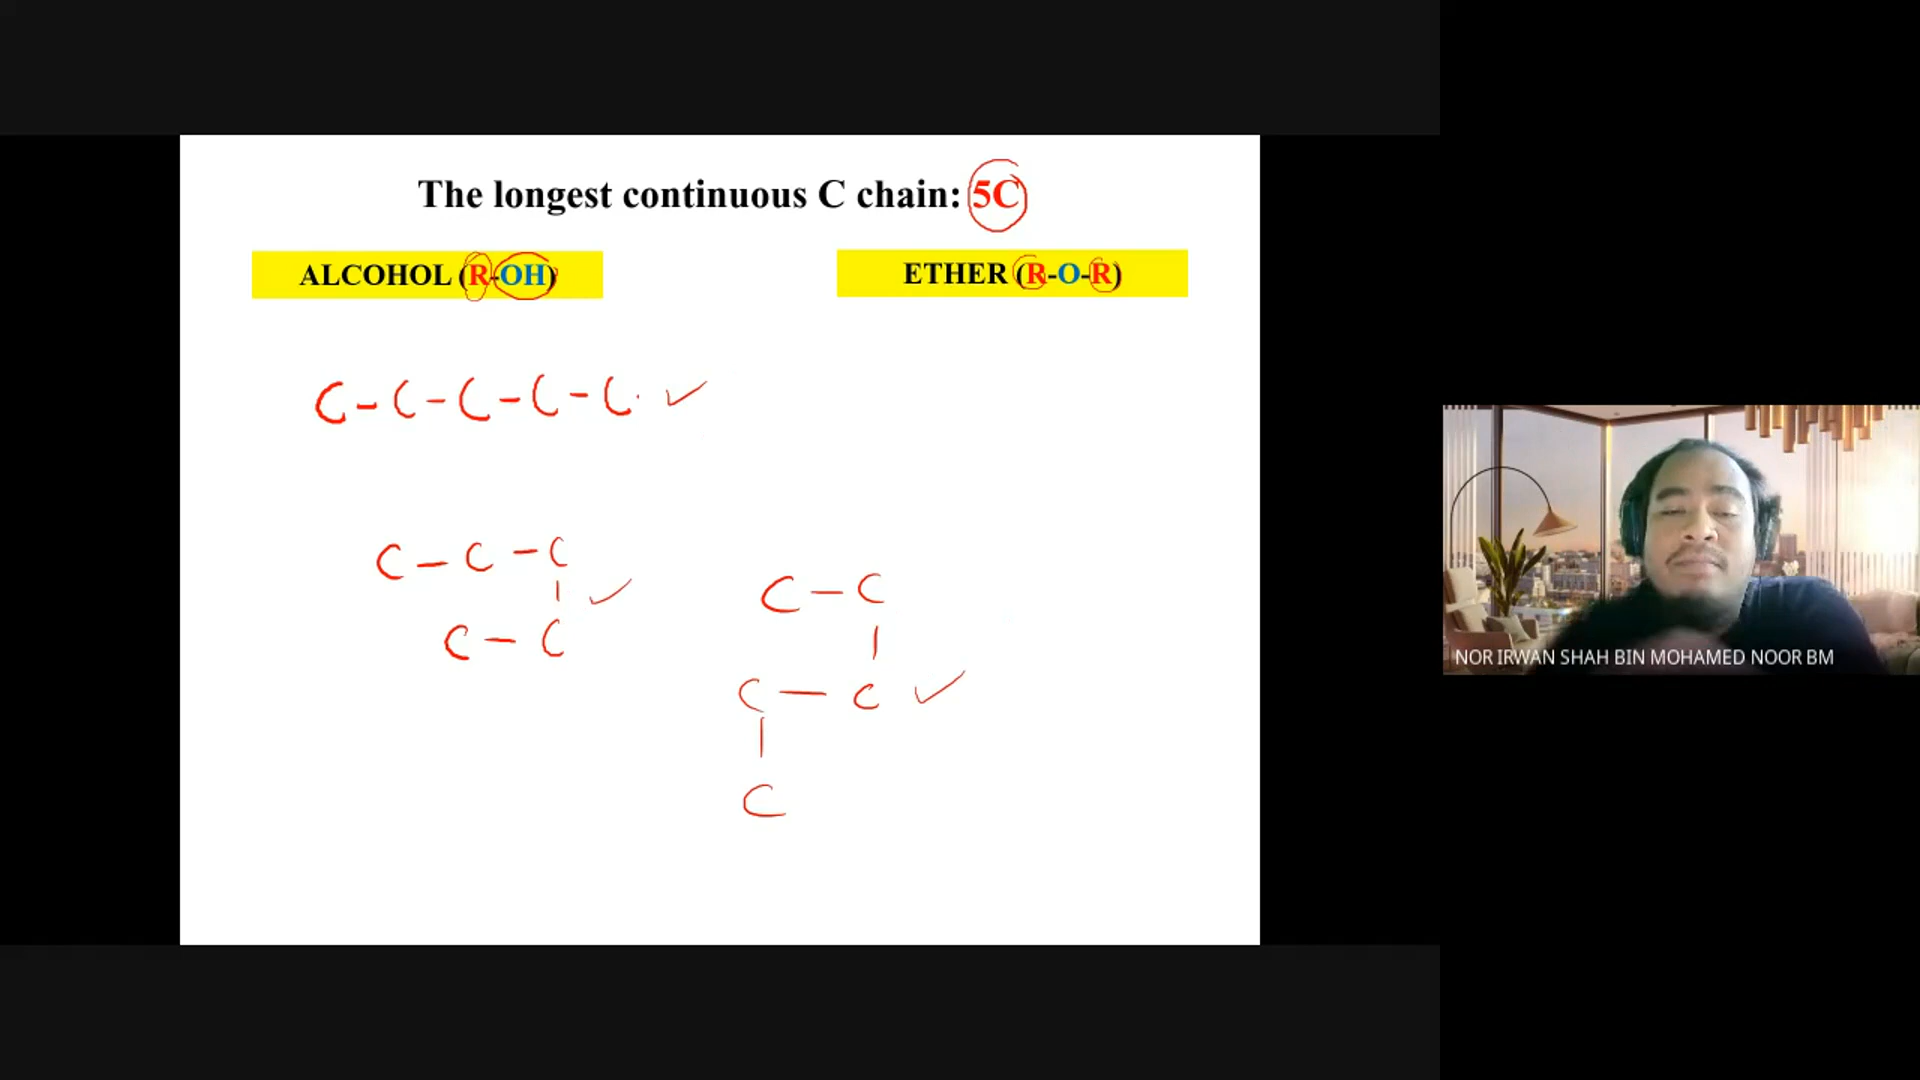 The longest continuous C chain: 5C
ALCOHOL (R-OH)
ETHER (R-O-R)
C-C-C-C-C
C-C-C
C-C
C-C
C-C
C
NOR IRWAN SHAH BIN MOHAMED NOOR BM